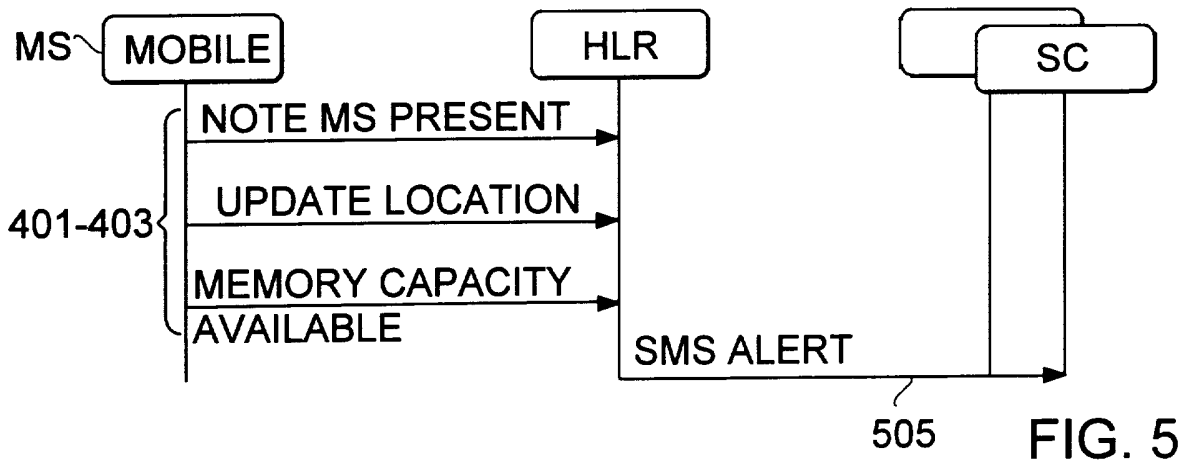 MS
MOBILE
HLR
SC
NOTE MS PRESENT
UPDATE LOCATION
401-403
MEMORY CAPACITY
AVAILABLE
SMS ALERT
505
FIG. 5